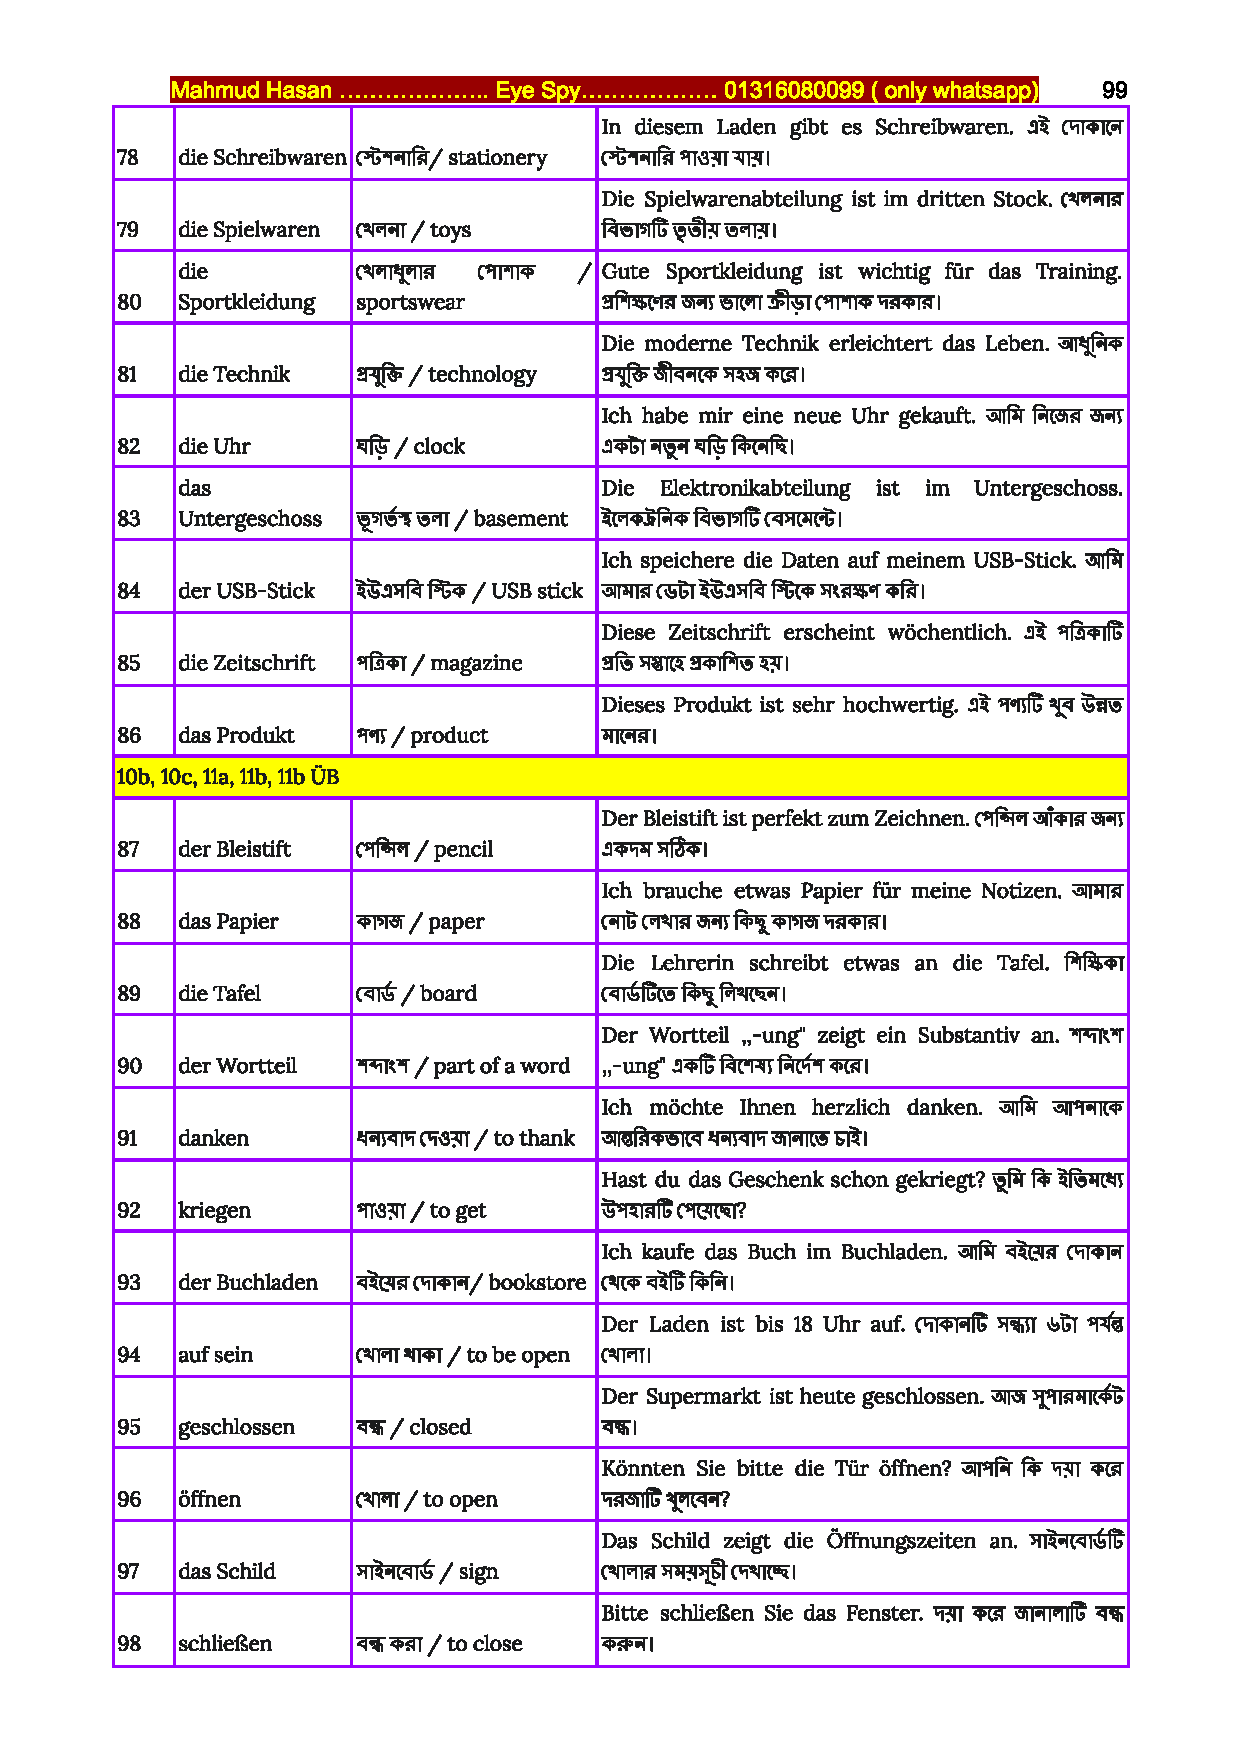 Mahmud Hasan ……………….. Eye Spy……………… 01316080099 ( only whatsapp) 99
In diesem Laden gibt es Schreibwaren. এই দোকানে
78 die Schreibwaren স্টেশনারি/ stationery স্টেশনারি পাওয়া যায়।
Die Spielwarenabteilung ist im dritten Stock. খেলনার
79 die Spielwaren খেলনা / toys বিভাগটি তৃতীয় তলায়।
die খেলাধুলার পোশাক / Gute Sportkleidung ist wichtig für das Training.
80 Sportkleidung sportswear প্রশিক্ষণের জন্য ভালো ক্রীড়া পোশাক দরকার।
Die moderne Technik erleichtert das Leben. আধুনিক
81 die Technik প্রযুক্তি / technology প্রযুক্তি জীবনকে সহজ করে।
Ich habe mir eine neue Uhr gekauft. আমি নিজের জন্য
82 die Uhr ঘড়ি / clock একটা নতুন ঘড়ি কিনেছি।
das Die Elektronikabteilung ist im Untergeschoss.
83 Untergeschoss ভূগর্ভস্থ তলা / basement ইলেকট্রনিক বিভাগটি বেসমেন্টে।
Ich speichere die Daten auf meinem USB-Stick. আমি
84 der USB-Stick ইউএসবি স্টিক / USB stick আমার ডেটা ইউএসবি স্টিকে সংরক্ষণ করি।
Diese Zeitschrift erscheint wöchentlich. এই পত্রিকাটি
85 die Zeitschrift পত্রিকা / magazine প্রতি সপ্তাহে প্রকাশিত হয়।
Dieses Produkt ist sehr hochwertig. এই পণ্যটি খুব উন্নত
86 das Produkt পণ্য / product মানের।
10b, 10c, 11a, 11b, 11b ÜB
Der Bleistift ist perfekt zum Zeichnen. পেন্সিল আঁকার জন্য
87 der Bleistift পেন্সিল / pencil একদম সঠিক।
Ich brauche etwas Papier für meine Notizen. আমার
88 das Papier কাগজ / paper নোট লেখার জন্য কিছু কাগজ দরকার।
Die Lehrerin schreibt etwas an die Tafel. শিক্ষিকা
89 die Tafel বোর্ড / board বোর্ডটিতে কিছু লিখছেন।
Der Wortteil „-ung" zeigt ein Substantiv an. শব্দাংশ
90 der Wortteil শব্দাংশ / part of a word „-ung" একটি বিশেষ্য নির্দেশ করে।
Ich möchte Ihnen herzlich danken. আমি আপনাকে
91 danken ধন্যবাদ দেওয়া / to thank আন্তরিকভাবে ধন্যবাদ জানাতে চাই।
Hast du das Geschenk schon gekriegt? তুমি কি ইতিমধ্যে
92 kriegen পাওয়া / to get উপহারটি পেয়েছো?
Ich kaufe das Buch im Buchladen. আমি বইয়ের দোকান
93 der Buchladen বইয়ের দোকান/ bookstore থেকে বইটি কিনি।
Der Laden ist bis 18 Uhr auf. দোকানটি সন্ধ্যা ৬টা পর্যন্ত
94 auf sein খোলা থাকা / to be open খোলা।
Der Supermarkt ist heute geschlossen. আজ সুপারমার্কেট
95 geschlossen বন্ধ / closed বন্ধ।
Könnten Sie bitte die Tür öffnen? আপনি কি দয়া করে
96 öffnen খোলা / to open দরজাটি খুলবেন?
Das Schild zeigt die Öffnungszeiten an. সাইনবোর্ডটি
97 das Schild সাইনবোর্ড / sign খোলার সময়সূচী দেখাচ্ছে।
Bitte schließen Sie das Fenster. দয়া করে জানালাটি বন্ধ
98 schließen বন্ধ করা / to close করুন।